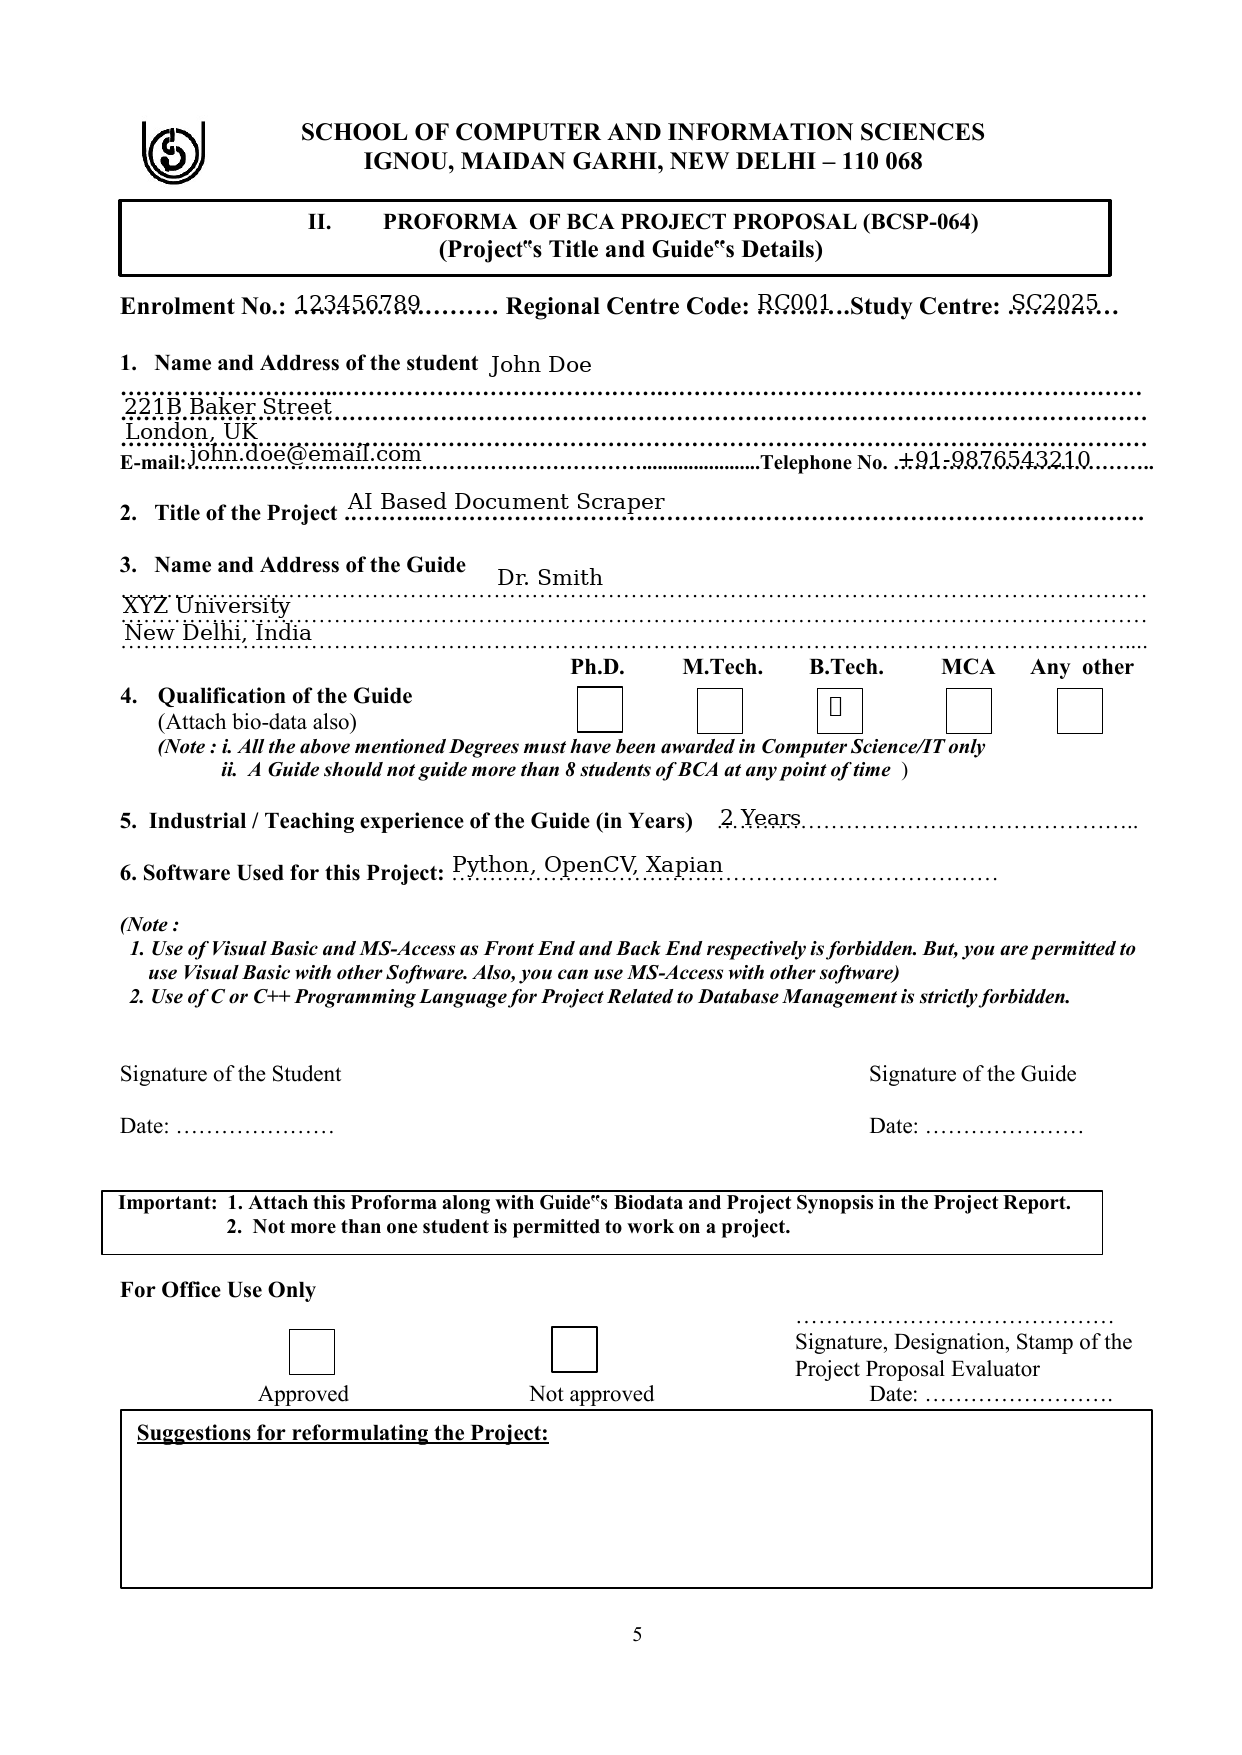 SCHOOL OF COMPUTER AND INFORMATION SCIENCES
IGNOU, MAIDAN GARHI, NEW DELHI – 110 068
II. PROFORMA OF BCA PROJECT PROPOSAL (BCSP-064)
(Project‟s Title and Guide‟s Details)
Enrolment No.: 123456789 Regional Centre Code: RC001 Study Centre: SC2025
1. Name and Address of the student John Doe
221B Baker Street
London, UK
E-mail: john.doe@email.com Telephone No. +91-9876543210
2. Title of the Project AI Based Document Scraper
3. Name and Address of the Guide Dr. Smith
XYZ University
New Delhi, India
Ph.D. M.Tech. B.Tech. MCA Any other
4. Qualification of the Guide
(Attach bio-data also)
(Note : i. All the above mentioned Degrees must have been awarded in Computer Science/IT only
ii. A Guide should not guide more than 8 students of BCA at any point of time )
5. Industrial / Teaching experience of the Guide (in Years) 2 Years
6. Software Used for this Project: Python, OpenCV, Xapian
(Note :
1. Use of Visual Basic and MS-Access as Front End and Back End respectively is forbidden. But, you are permitted to
use Visual Basic with other Software. Also, you can use MS-Access with other software)
2. Use of C or C++ Programming Language for Project Related to Database Management is strictly forbidden.
Signature of the Student Signature of the Guide
Date: ………………… Date: …………………
Important: 1. Attach this Proforma along with Guide‟s Biodata and Project Synopsis in the Project Report.
2. Not more than one student is permitted to work on a project.
For Office Use Only
Signature, Designation, Stamp of the
Project Proposal Evaluator
Approved Not approved Date: …………………….
Suggestions for reformulating the Project:
5